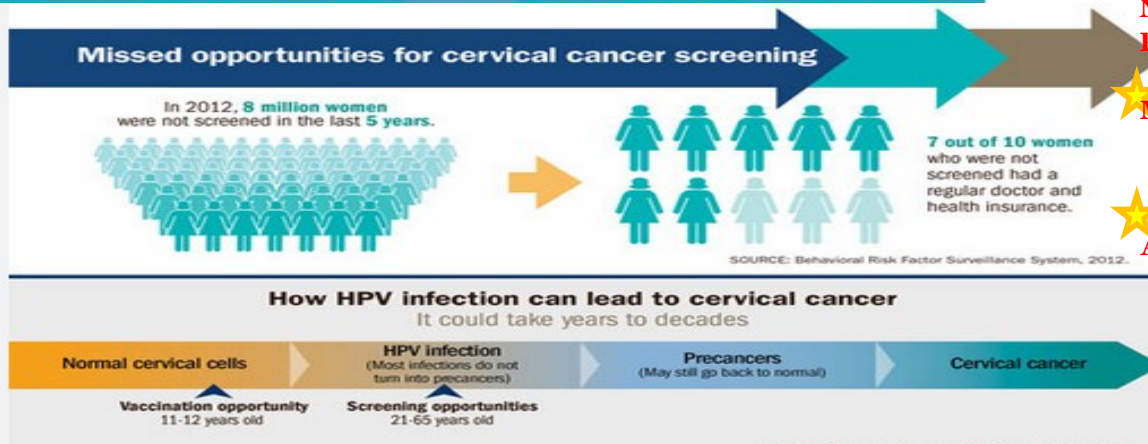 Missed opportunities for cervical cancer screening
In 2012, 8 million women
were not screened in the last 5 years.
7 out of 10 women
who were not
screened had a
regular doctor and
health insurance.
SOURCE: Behavioral Risk Factor Surveillance System, 2012.
How HPV infection can lead to cervical cancer
It could take years to decades
Normal cervical cells
HPV infection
(Most infections do not
turn into precancers)
Precancers
(May still go back to normal)
Cervical cancer
Vaccination opportunity
11-12 years old
Screening opportunities
21-65 years old